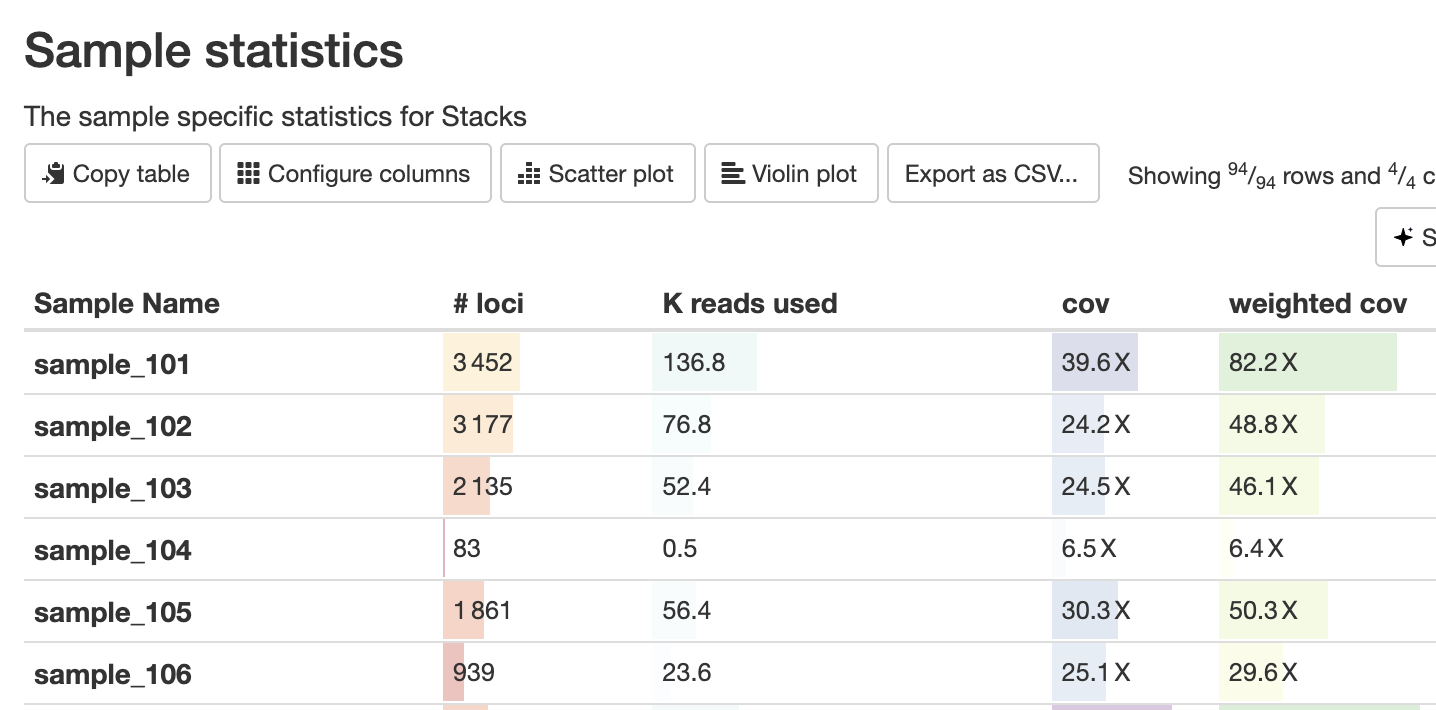 Sample statistics
The sample specific statistics for Stacks
Copy table Configure columns Scatter plot Violin plot Export as CSV... Showing 94/94 rows and 4/4 c
S
Sample Name # loci K reads used cov weighted cov
sample_101 3 452 136.8 39.6 X 82.2 X
sample_102 3 177 76.8 24.2 X 48.8 X
sample_103 2 135 52.4 24.5 X 46.1 X
sample_104 83 0.5 6.5 X 6.4 X
sample_105 1 861 56.4 30.3 X 50.3 X
sample_106 939 23.6 25.1 X 29.6 X